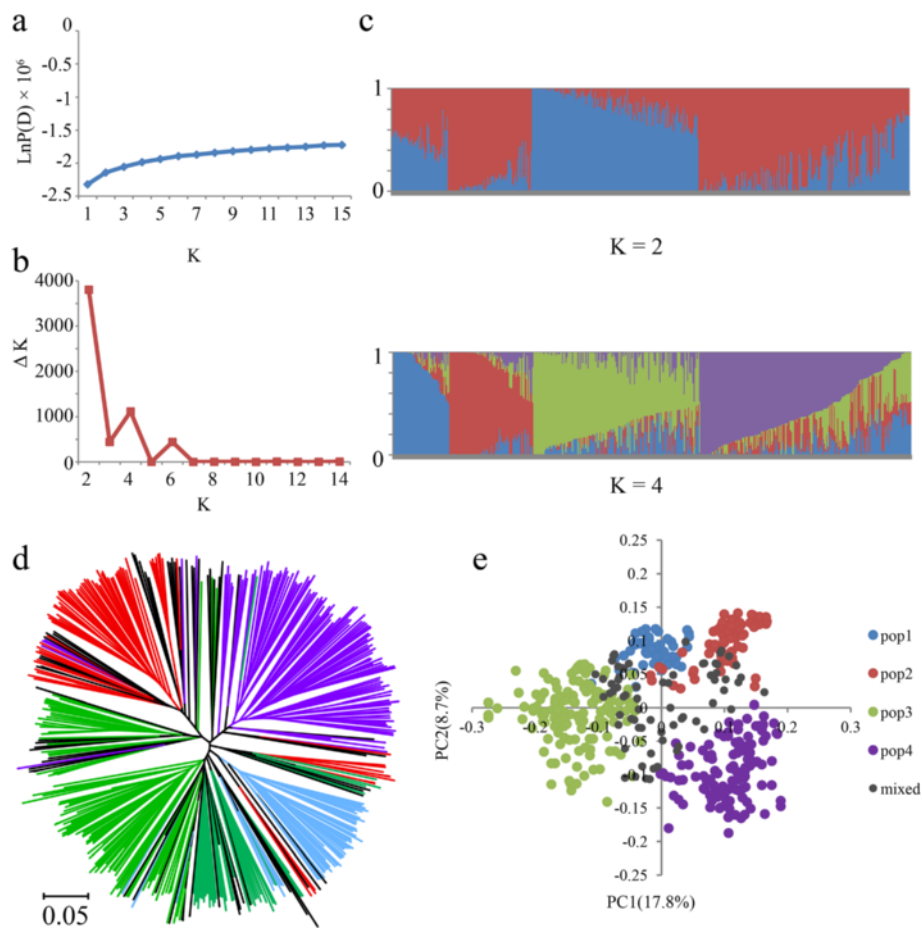 a
0
-0.5
-1
-1.5
-2
-2.5
LnP(D) × 10⁶
1 3 5 7 9 11 13 15
K
b
4000
3000
2000
1000
0
Δ K
2 4 6 8 10 12 14
K
c
1
0
K = 2
1
0
K = 4
d
0.05
e
0.25
0.2
0.15
0.1
0.05
0
-0.05
-0.1
-0.15
-0.2
-0.25
-0.3 -0.2 -0.1 0 0.1 0.2 0.3
PC2(8.7%)
PC1(17.8%)
pop1
pop2
pop3
pop4
mixed